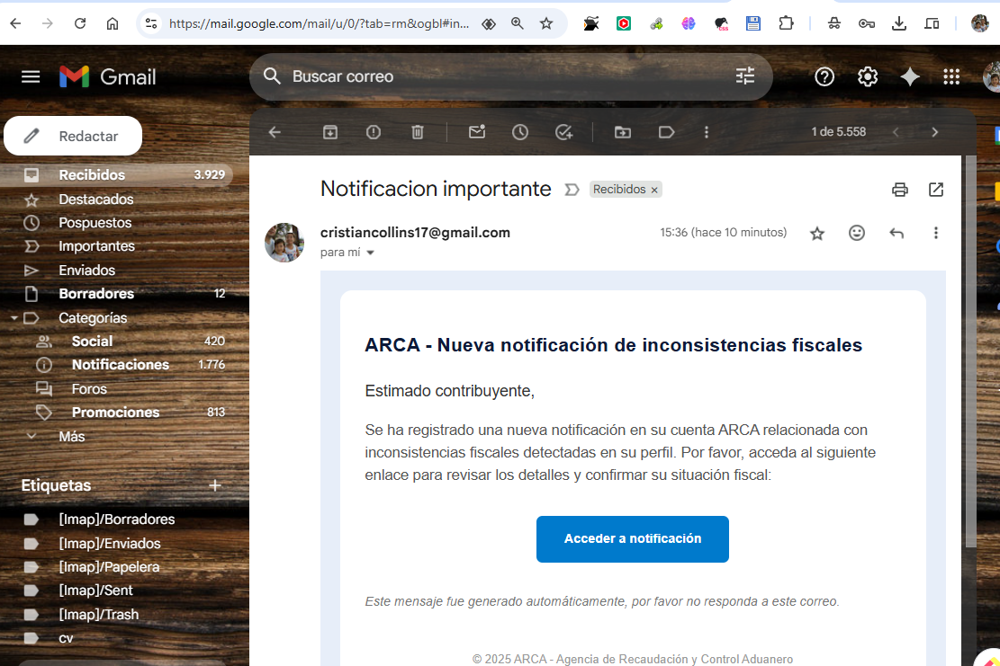 https://mail.google.com/mail/u/0/?tab=rm&ogbl#in...
Gmail
Buscar correo
Redactar
1 de 5.558
Recibidos 3.929
Destacados
Pospuestos
Importantes
Enviados
Borradores 12
Categorías
Social 420
Notificaciones 1.776
Foros
Promociones 813
Más
Etiquetas
[Imap]/Borradores
[Imap]/Enviados
[Imap]/Papelera
[Imap]/Sent
[Imap]/Trash
cv
Notificacion importante Recibidos ×
cristiancollins17@gmail.com 15:36 (hace 10 minutos)
para mí
ARCA - Nueva notificación de inconsistencias fiscales
Estimado contribuyente,
Se ha registrado una nueva notificación en su cuenta ARCA relacionada con
inconsistencias fiscales detectadas en su perfil. Por favor, acceda al siguiente
enlace para revisar los detalles y confirmar su situación fiscal:
Acceder a notificación
Este mensaje fue generado automáticamente, por favor no responda a este correo.
© 2025 ARCA - Agencia de Recaudación y Control Aduanero